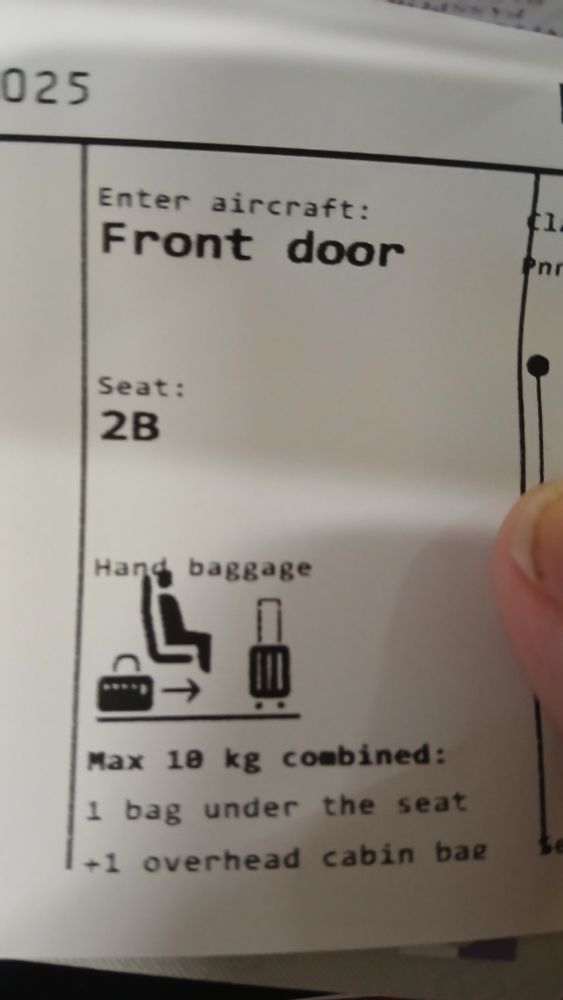 025
Enter aircraft:
Front door
Seat:
2B
Hand baggage
Max 10 kg combined:
1 bag under the seat
+1 overhead cabin bag
Pnr